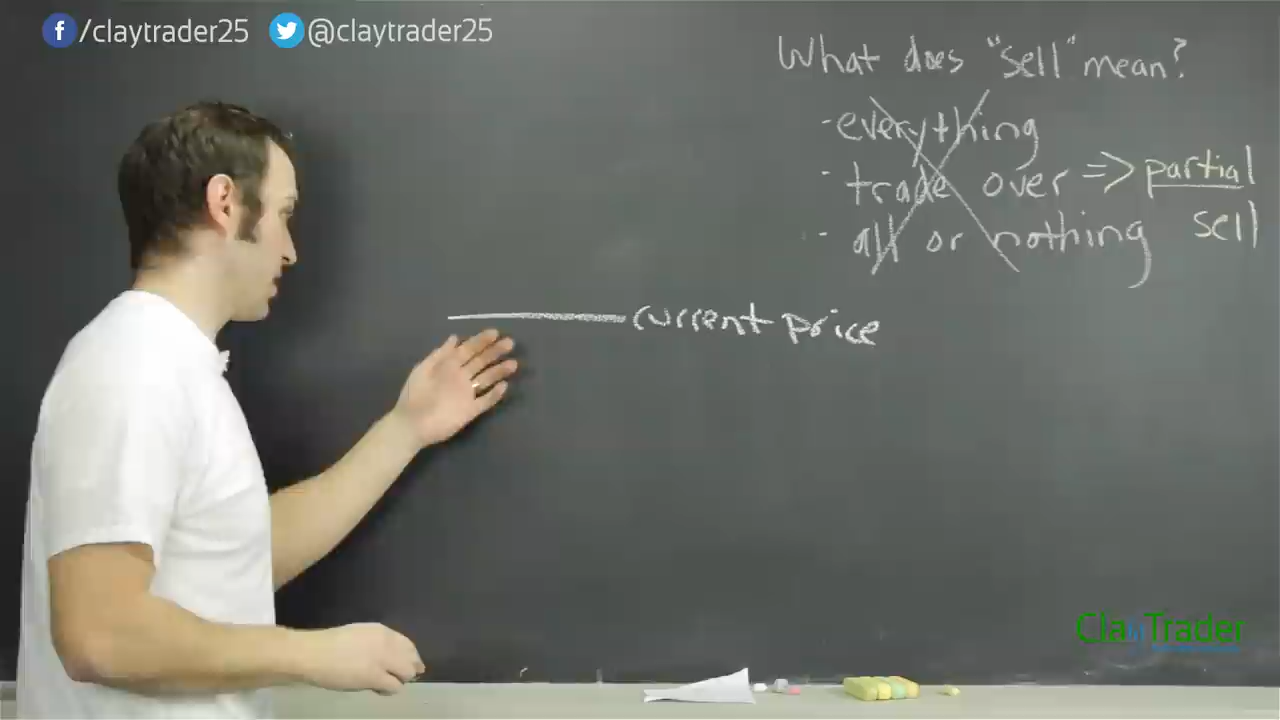 /claytrader25 @claytrader25
What does "sell" mean?
- everything
- trade over => partial
- all or nothing sell
current price
ClayTrader